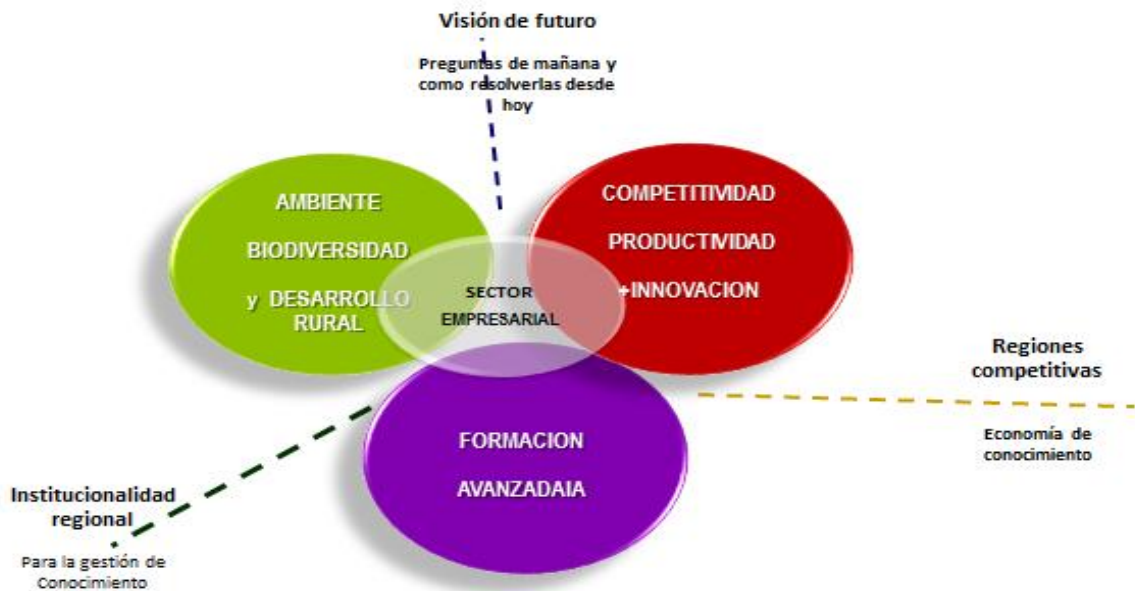 Visión de futuro
Preguntas de mañana y
como resolverlas desde
hoy
AMBIENTE
BIODIVERSIDAD
y DESARROLLO
RURAL
COMPETITIVIDAD
PRODUCTIVIDAD
+INNOVACION
SECTOR
EMPRESARIAL
FORMACION
AVANZADAIA
Regiones
competitivas
Economía de
conocimiento
Institucionalidad
regional
Para la gestión de
Conocimiento